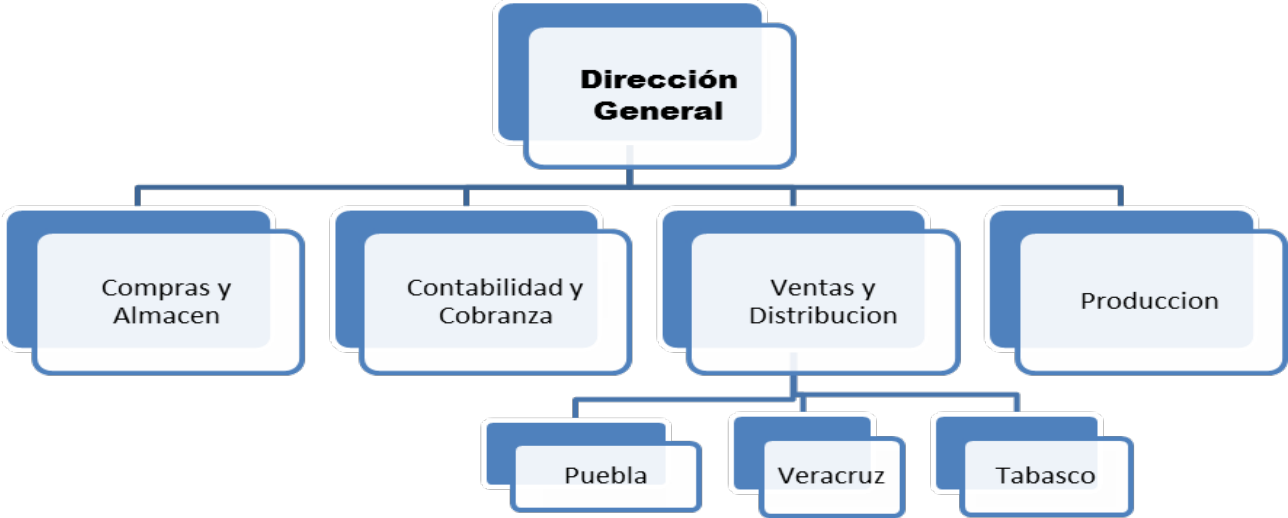 Dirección
General
Compras y
Almacen
Contabilidad y
Cobranza
Ventas y
Distribucion
Produccion
Puebla
Veracruz
Tabasco